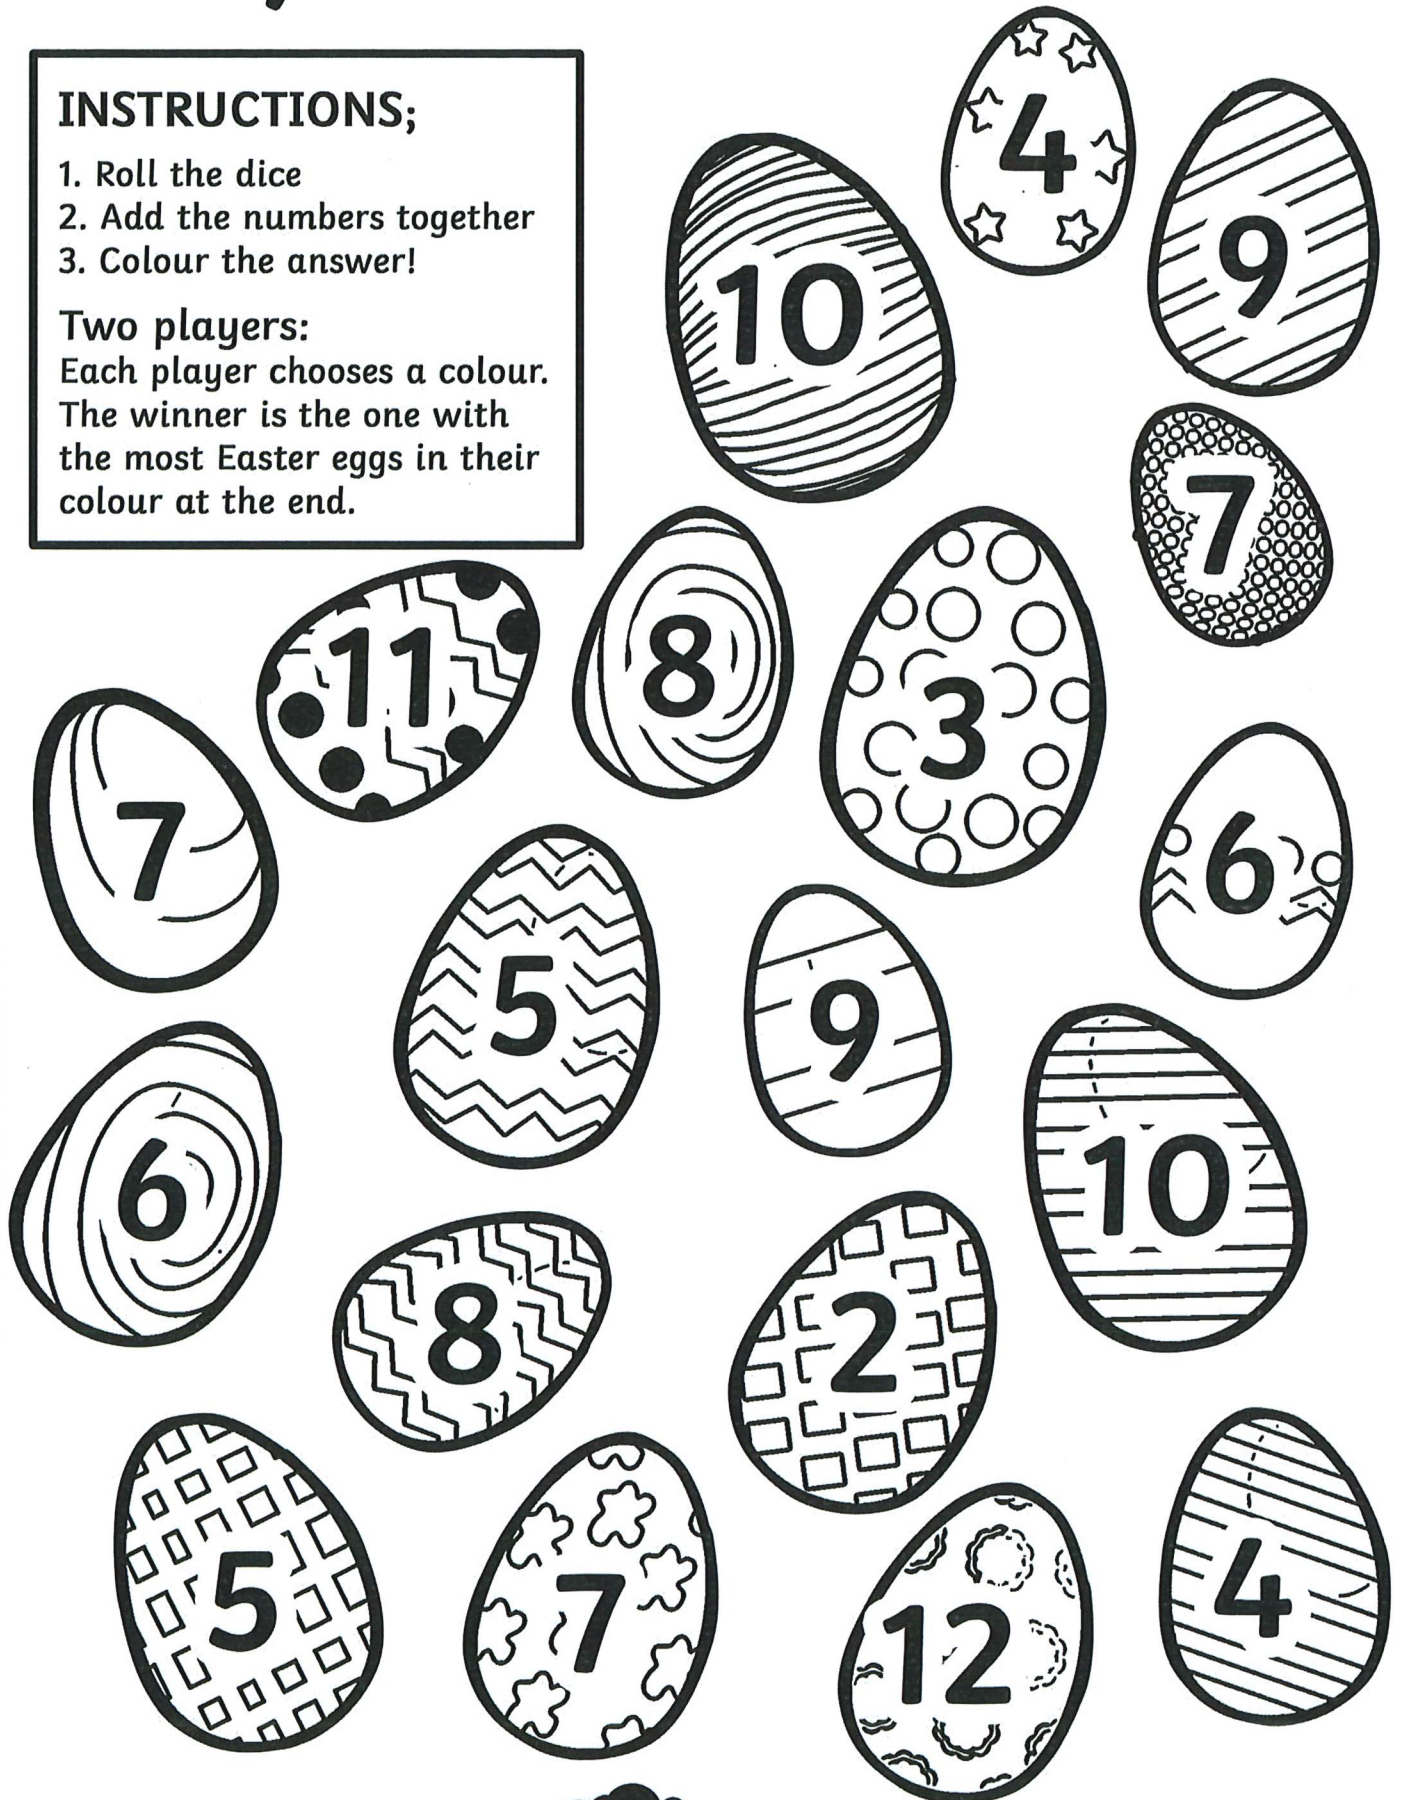 INSTRUCTIONS;
1. Roll the dice
2. Add the numbers together
3. Colour the answer!
Two players:
Each player chooses a colour.
The winner is the one with
the most Easter eggs in their
colour at the end.
4
9
10
7
11
8
3
7
6
5
9
6
10
8
2
5
7
12
4